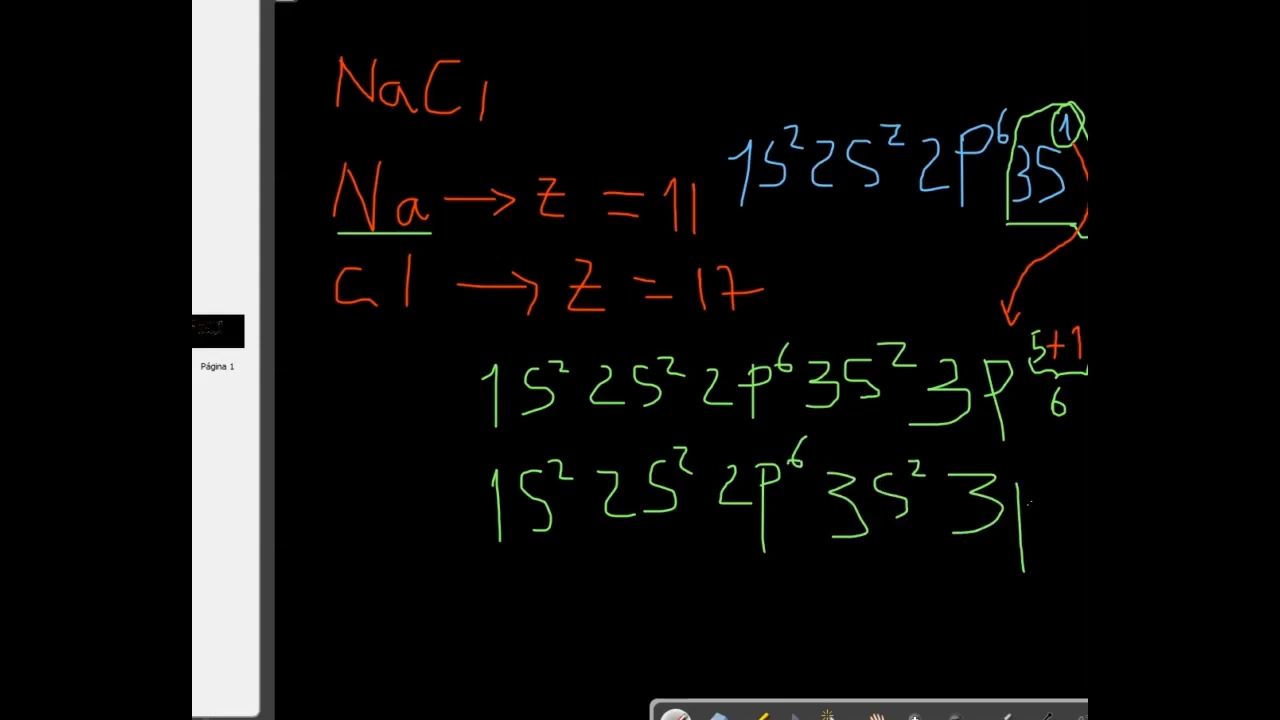 NaCl
Na → Z = 11 1s² 2s² 2p⁶ 3s¹
Cl → Z = 17
Página 1
1s² 2s² 2p⁶ 3s² 3p⁵⁺¹
6
1s² 2s² 2p⁶ 3s² 3p